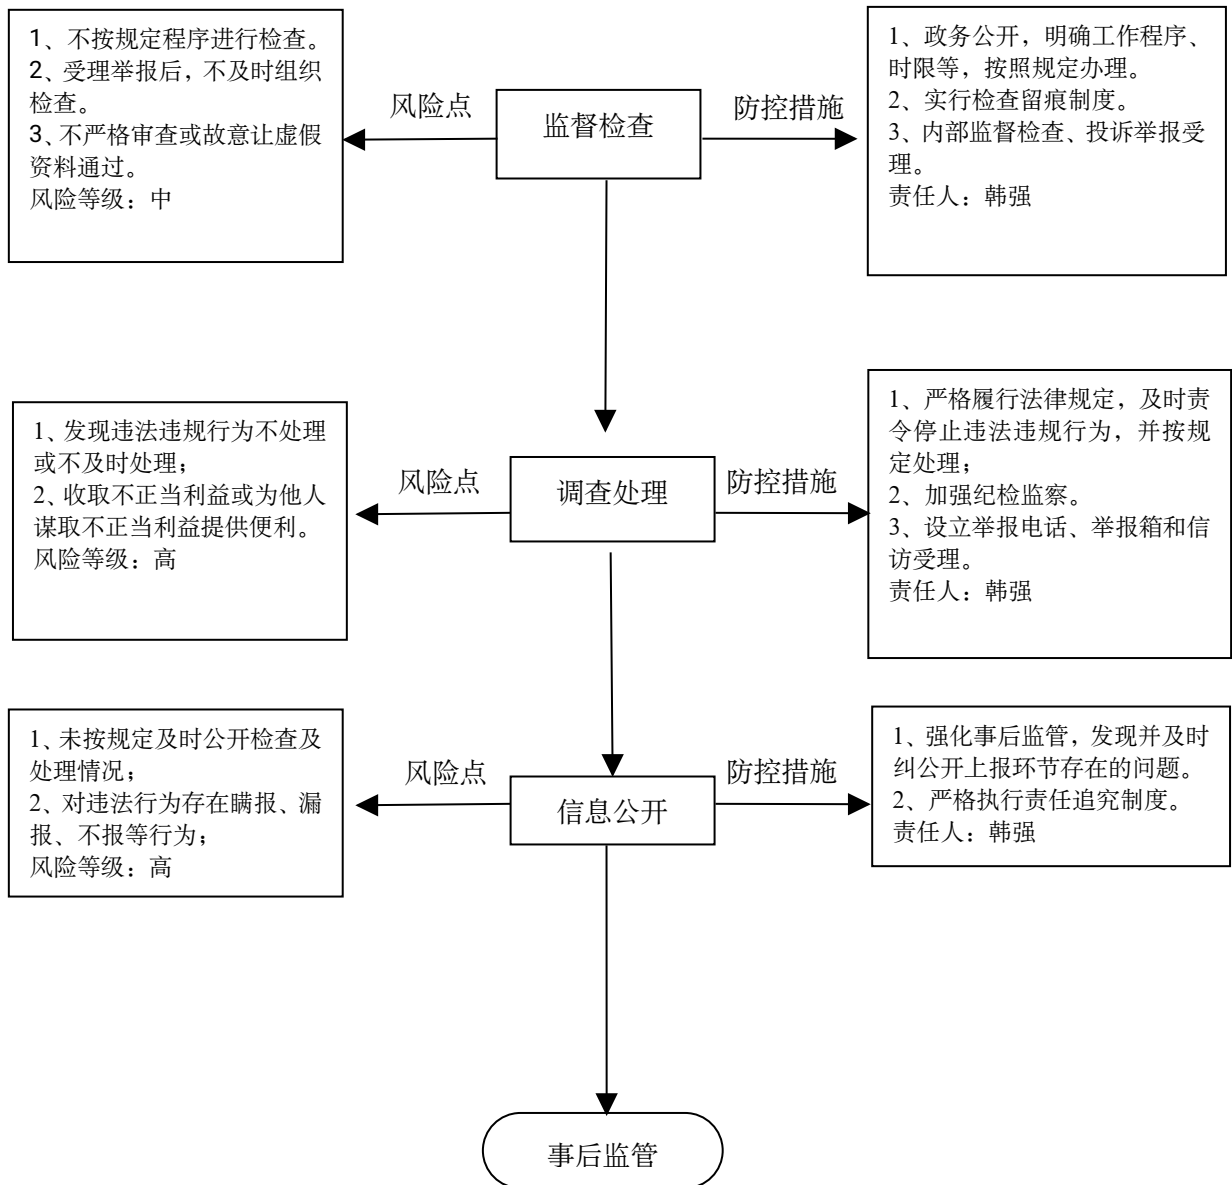 1、不按规定程序进行检查。
2、受理举报后，不及时组织
检查。
3、不严格审查或故意让虚假
资料通过。
风险等级：中
风险点
监督检查
防控措施
1、政务公开，明确工作程序、
时限等，按照规定办理。
2、实行检查留痕制度。
3、内部监督检查、投诉举报受
理。
责任人：韩强
1、发现违法违规行为不处理
或不及时处理；
2、收取不正当利益或为他人
谋取不正当利益提供便利。
风险等级：高
风险点
调查处理
防控措施
1、严格履行法律规定，及时责
令停止违法违规行为，并按规
定处理；
2、加强纪检监察。
3、设立举报电话、举报箱和信
访受理。
责任人：韩强
1、未按规定及时公开检查及
处理情况；
2、对违法行为存在瞒报、漏
报、不报等行为；
风险等级：高
风险点
信息公开
防控措施
1、强化事后监管，发现并及时
纠公开上报环节存在的问题。
2、严格执行责任追究制度。
责任人：韩强
事后监管